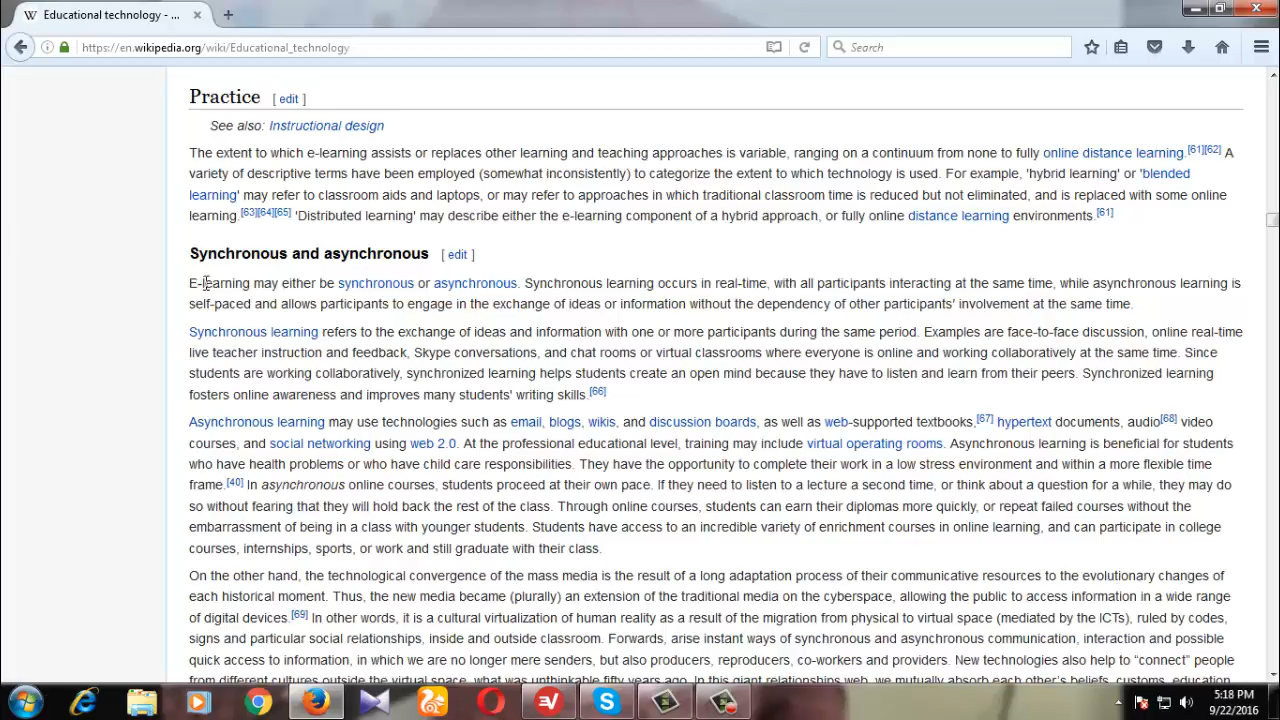 Educational technology - ...
https://en.wikipedia.org/wiki/Educational_technology
Search
Practice [ edit ]
See also: Instructional design
The extent to which e-learning assists or replaces other learning and teaching approaches is variable, ranging on a continuum from none to fully online distance learning.[61][62] A
variety of descriptive terms have been employed (somewhat inconsistently) to categorize the extent to which technology is used. For example, 'hybrid learning' or 'blended
learning' may refer to classroom aids and laptops, or may refer to approaches in which traditional classroom time is reduced but not eliminated, and is replaced with some online
learning.[63][64][65] 'Distributed learning' may describe either the e-learning component of a hybrid approach, or fully online distance learning environments.[61]
Synchronous and asynchronous [ edit ]
E-learning may either be synchronous or asynchronous. Synchronous learning occurs in real-time, with all participants interacting at the same time, while asynchronous learning is
self-paced and allows participants to engage in the exchange of ideas or information without the dependency of other participants′ involvement at the same time.
Synchronous learning refers to the exchange of ideas and information with one or more participants during the same period. Examples are face-to-face discussion, online real-time
live teacher instruction and feedback, Skype conversations, and chat rooms or virtual classrooms where everyone is online and working collaboratively at the same time. Since
students are working collaboratively, synchronized learning helps students create an open mind because they have to listen and learn from their peers. Synchronized learning
fosters online awareness and improves many students' writing skills.[66]
Asynchronous learning may use technologies such as email, blogs, wikis, and discussion boards, as well as web-supported textbooks,[67] hypertext documents, audio[68] video
courses, and social networking using web 2.0. At the professional educational level, training may include virtual operating rooms. Asynchronous learning is beneficial for students
who have health problems or who have child care responsibilities. They have the opportunity to complete their work in a low stress environment and within a more flexible time
frame.[40] In asynchronous online courses, students proceed at their own pace. If they need to listen to a lecture a second time, or think about a question for a while, they may do
so without fearing that they will hold back the rest of the class. Through online courses, students can earn their diplomas more quickly, or repeat failed courses without the
embarrassment of being in a class with younger students. Students have access to an incredible variety of enrichment courses in online learning, and can participate in college
courses, internships, sports, or work and still graduate with their class.
On the other hand, the technological convergence of the mass media is the result of a long adaptation process of their communicative resources to the evolutionary changes of
each historical moment. Thus, the new media became (plurally) an extension of the traditional media on the cyberspace, allowing the public to access information in a wide range
of digital devices.[69] In other words, it is a cultural virtualization of human reality as a result of the migration from physical to virtual space (mediated by the ICTs), ruled by codes,
signs and particular social relationships, inside and outside classroom. Forwards, arise instant ways of synchronous and asynchronous communication, interaction and possible
quick access to information, in which we are no longer mere senders, but also producers, reproducers, co-workers and providers. New technologies also help to “connect” people
from different cultures outside the virtual space, what was unthinkable fifty years ago. In this giant relationships web, we mutually absorb each other’s beliefs, customs, education
5:18 PM
9/22/2016